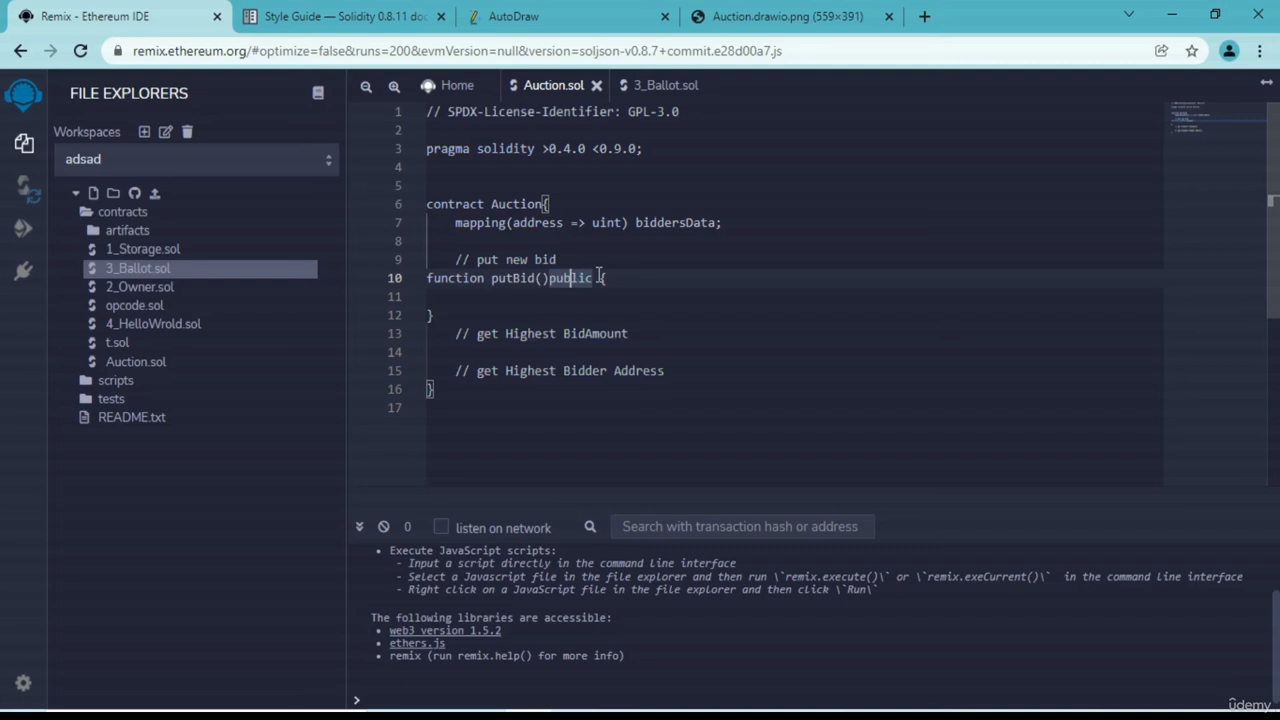 Remix - Ethereum IDE
Style Guide — Solidity 0.8.11 doc
AutoDraw
Auction.drawio.png (559×391)
remix.ethereum.org/#optimize=false&runs=200&evmVersion=null&version=soljson-v0.8.7+commit.e28d00a7.js
FILE EXPLORERS
Workspaces
adsad
contracts
artifacts
1_Storage.sol
3_Ballot.sol
2_Owner.sol
opcode.sol
4_HelloWrold.sol
t.sol
Auction.sol
scripts
tests
README.txt
Home
Auction.sol
3_Ballot.sol
1 // SPDX-License-Identifier: GPL-3.0
2
3 pragma solidity >0.4.0 <0.9.0;
4
5
6 contract Auction{
7 mapping(address => uint) biddersData;
8
9 // put new bid
10 function putBid()public {
11
12 }
13 // get Highest BidAmount
14
15 // get Highest Bidder Address
16 }
17
0
listen on network
Search with transaction hash or address
• Execute JavaScript scripts:
- Input a script directly in the command line interface
- Select a Javascript file in the file explorer and then run \`remix.execute()\` or \`remix.exeCurrent()\` in the command line interface
- Right click on a JavaScript file in the file explorer and then click \`Run\`
The following libraries are accessible:
• web3 version 1.5.2
• ethers.js
• remix (run remix.help() for more info)
>
ûdemy